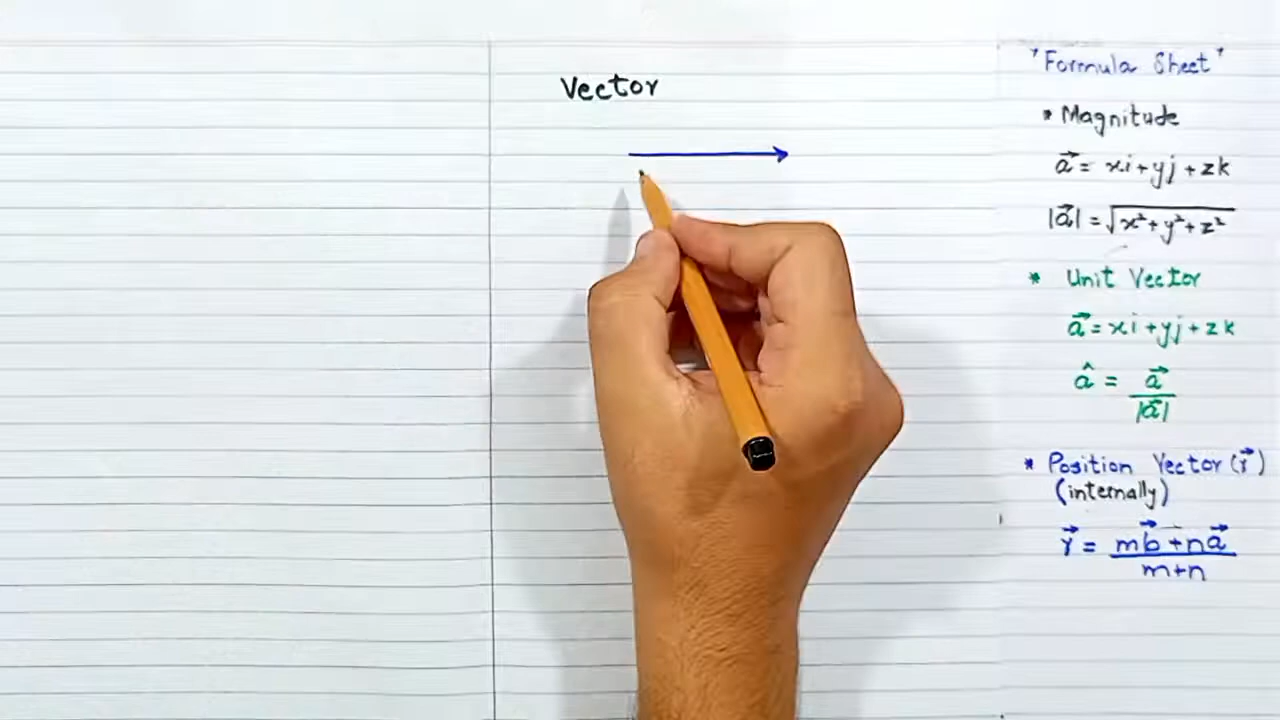 Vector
'Formula Sheet'
* Magnitude
a⃗ = xi + yj + zk
|a⃗| = √x² + y² + z²
* Unit Vector
a⃗ = xi + yj + zk
â = a⃗
|a⃗|
* Position Vector (r⃗)
(internally)
r⃗ = mb⃗ + na⃗
m+n